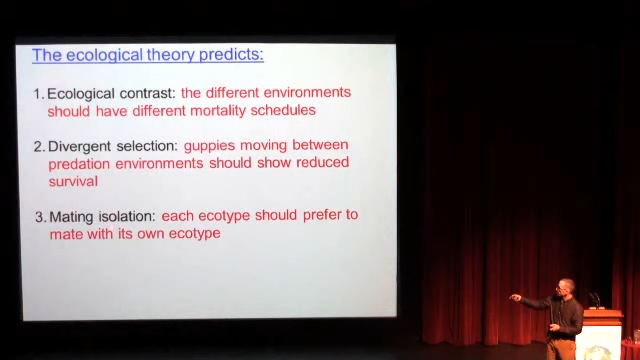 The ecological theory predicts:
1. Ecological contrast: the different environments
should have different mortality schedules
2. Divergent selection: guppies moving between
predation environments should show reduced
survival
3. Mating isolation: each ecotype should prefer to
mate with its own ecotype